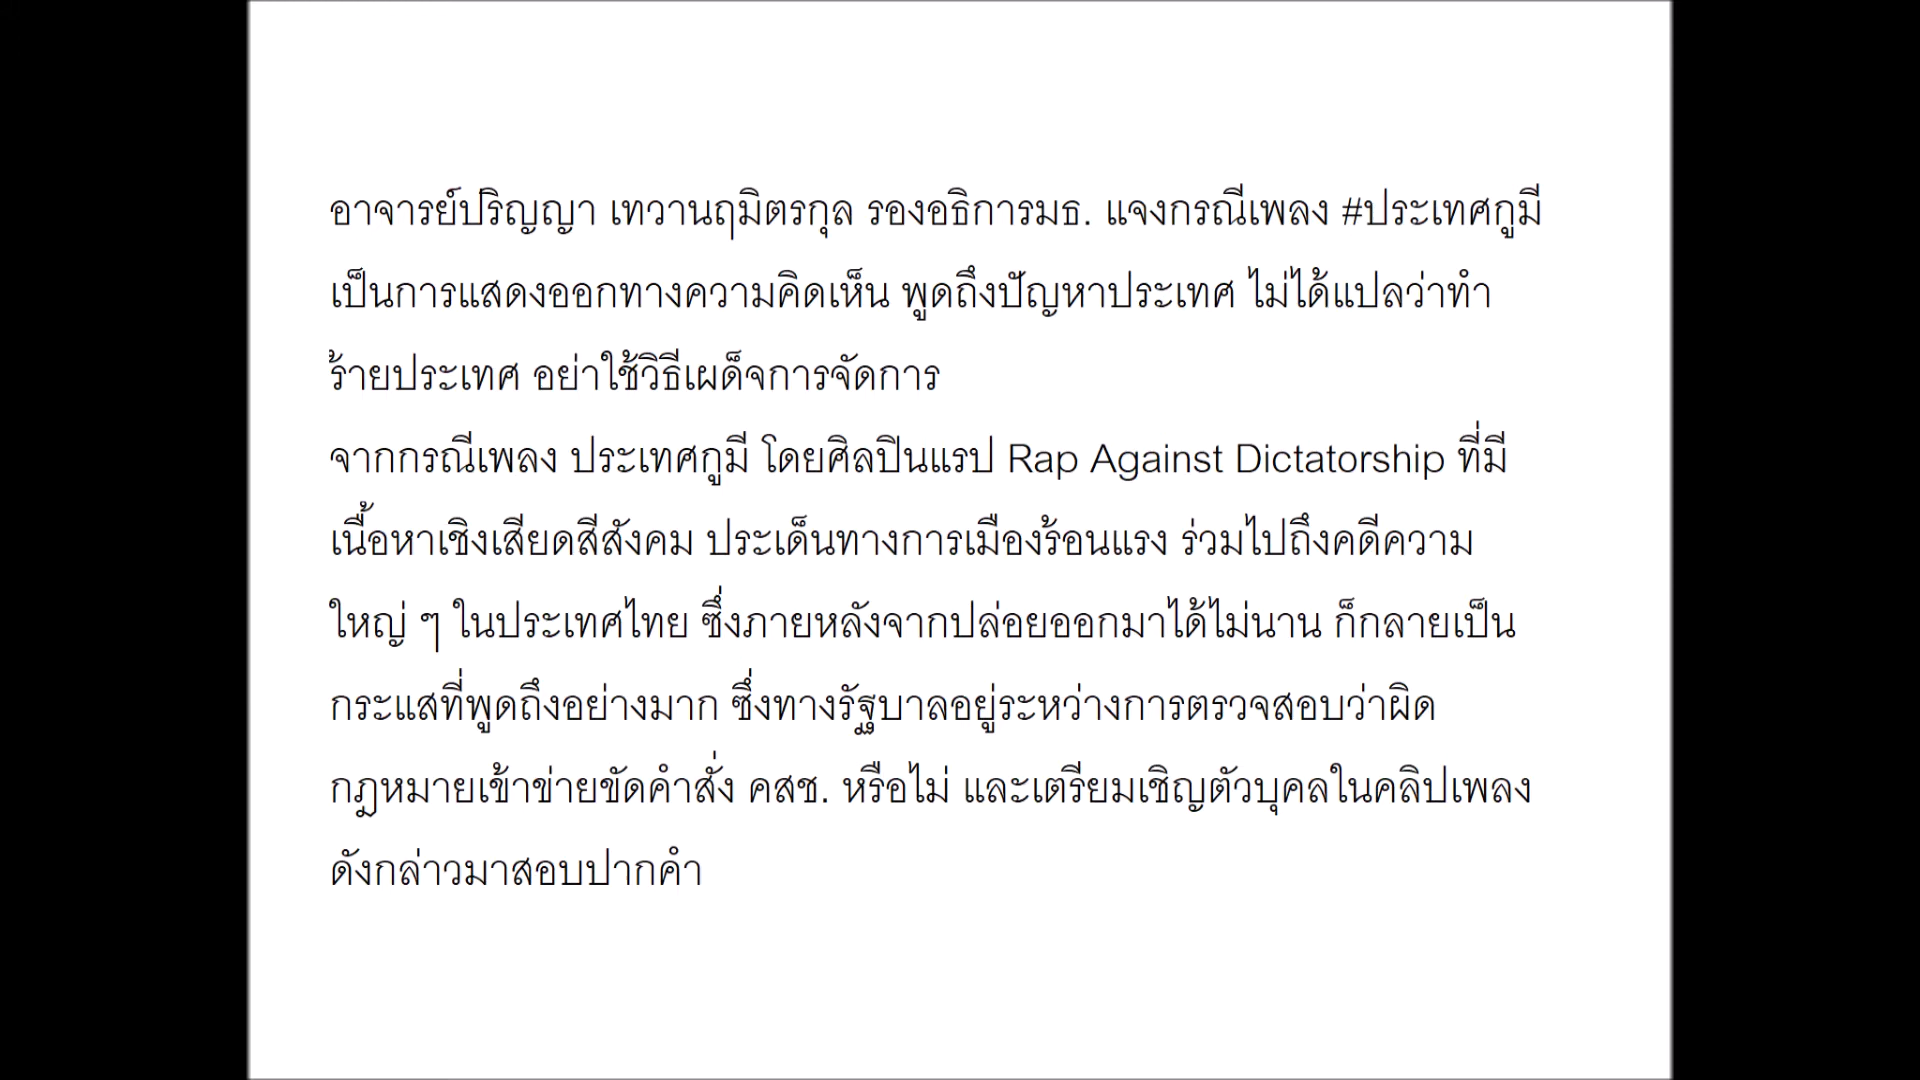 อาจารย์ปริญญา เทวานฤมิตรกุล รองอธิการมธ. แจงกรณีเพลง #ประเทศกูมี
เป็นการแสดงออกทางความคิดเห็น พูดถึงปัญหาประเทศ ไม่ได้แปลว่าทำ
ร้ายประเทศ อย่าใช้วิธีเผด็จการจัดการ
จากกรณีเพลง ประเทศกูมี โดยศิลปินแรป Rap Against Dictatorship ที่มี
เนื้อหาเชิงเสียดสีสังคม ประเด็นทางการเมืองร้อนแรง ร่วมไปถึงคดีความ
ใหญ่ ๆ ในประเทศไทย ซึ่งภายหลังจากปล่อยออกมาได้ไม่นาน ก็กลายเป็น
กระแสที่พูดถึงอย่างมาก ซึ่งทางรัฐบาลอยู่ระหว่างการตรวจสอบว่าผิด
กฎหมายเข้าข่ายขัดคำสั่ง คสช. หรือไม่ และเตรียมเชิญตัวบุคลในคลิปเพลง
ดังกล่าวมาสอบปากคำ